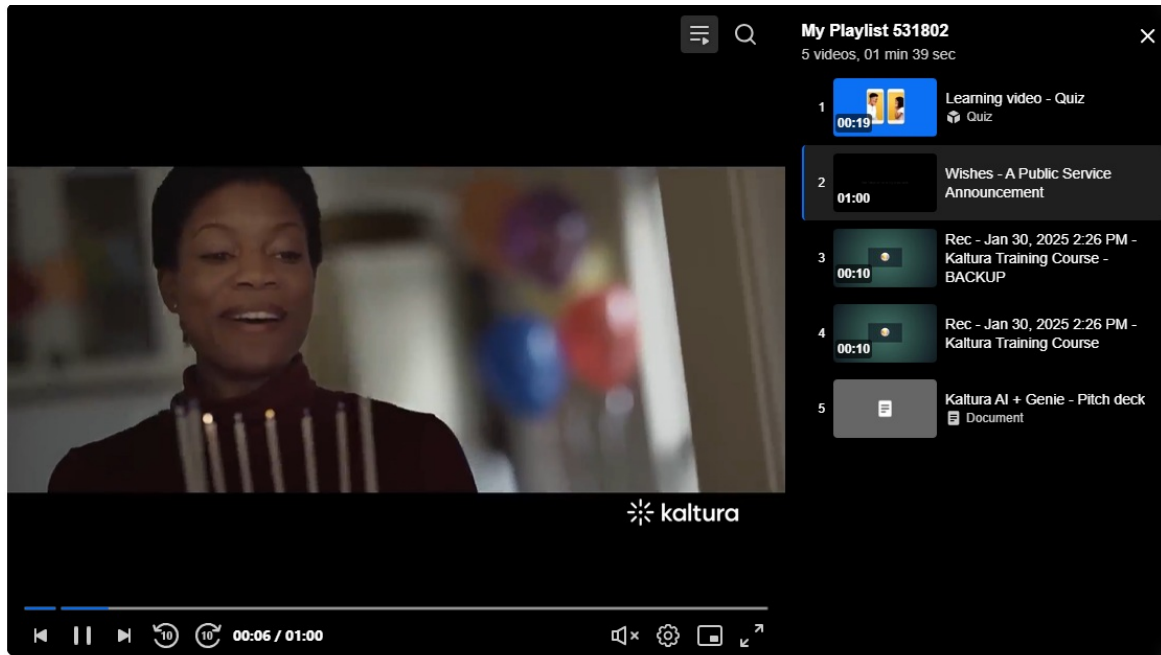 My Playlist 531802
5 videos, 01 min 39 sec
1
00:19
Learning video - Quiz
Quiz
2
01:00
Wishes - A Public Service
Announcement
3
00:10
Rec - Jan 30, 2025 2:26 PM -
Kaltura Training Course -
BACKUP
4
00:10
Rec - Jan 30, 2025 2:26 PM -
Kaltura Training Course
5
Kaltura AI + Genie - Pitch deck
Document
kaltura
10
10
00:06 / 01:00